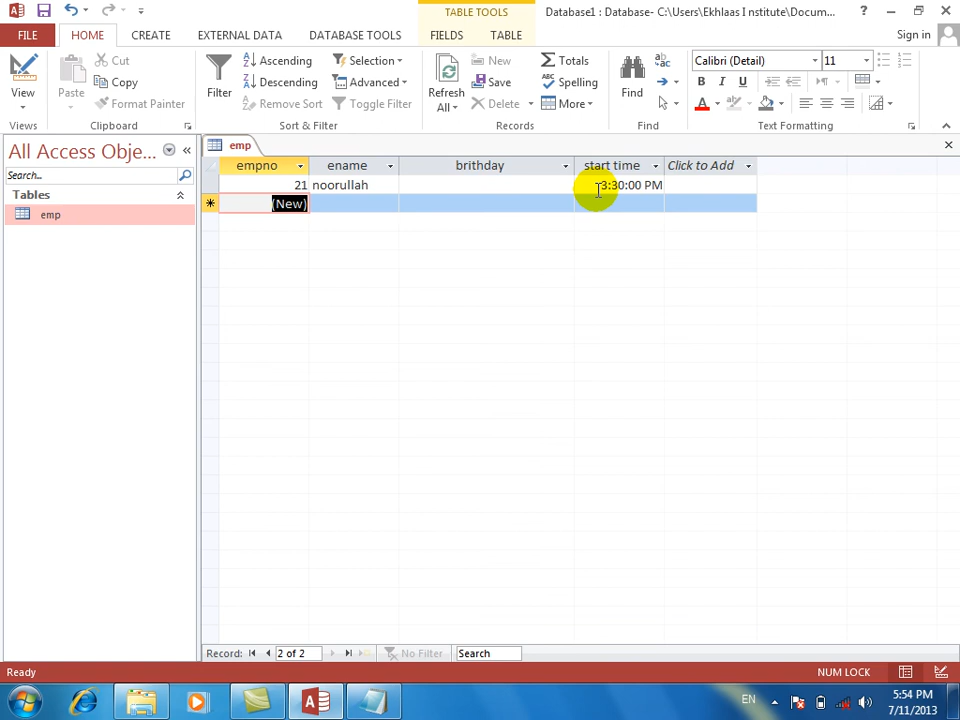 TABLE TOOLS
Database1 : Database- C:\Users\Ekhlaas I nstitute\Docum...
FILE HOME CREATE EXTERNAL DATA DATABASE TOOLS FIELDS TABLE Sign in
View
Views
Paste
Cut
Copy
Format Painter
Clipboard
Filter
Ascending
Descending
Remove Sort
Selection
Advanced
Toggle Filter
Sort & Filter
Refresh
All
New
Save
Delete
Totals
Spelling
More
Records
Find
Find
Calibri (Detail) 11
B I U
Text Formatting
All Access Obje...
Search...
Tables
emp
emp
empno ename brithday start time Click to Add
21 noorullah 3:30:00 PM
(New)
Record: 2 of 2 No Filter Search
Ready NUM LOCK
EN 5:54 PM
7/11/2013